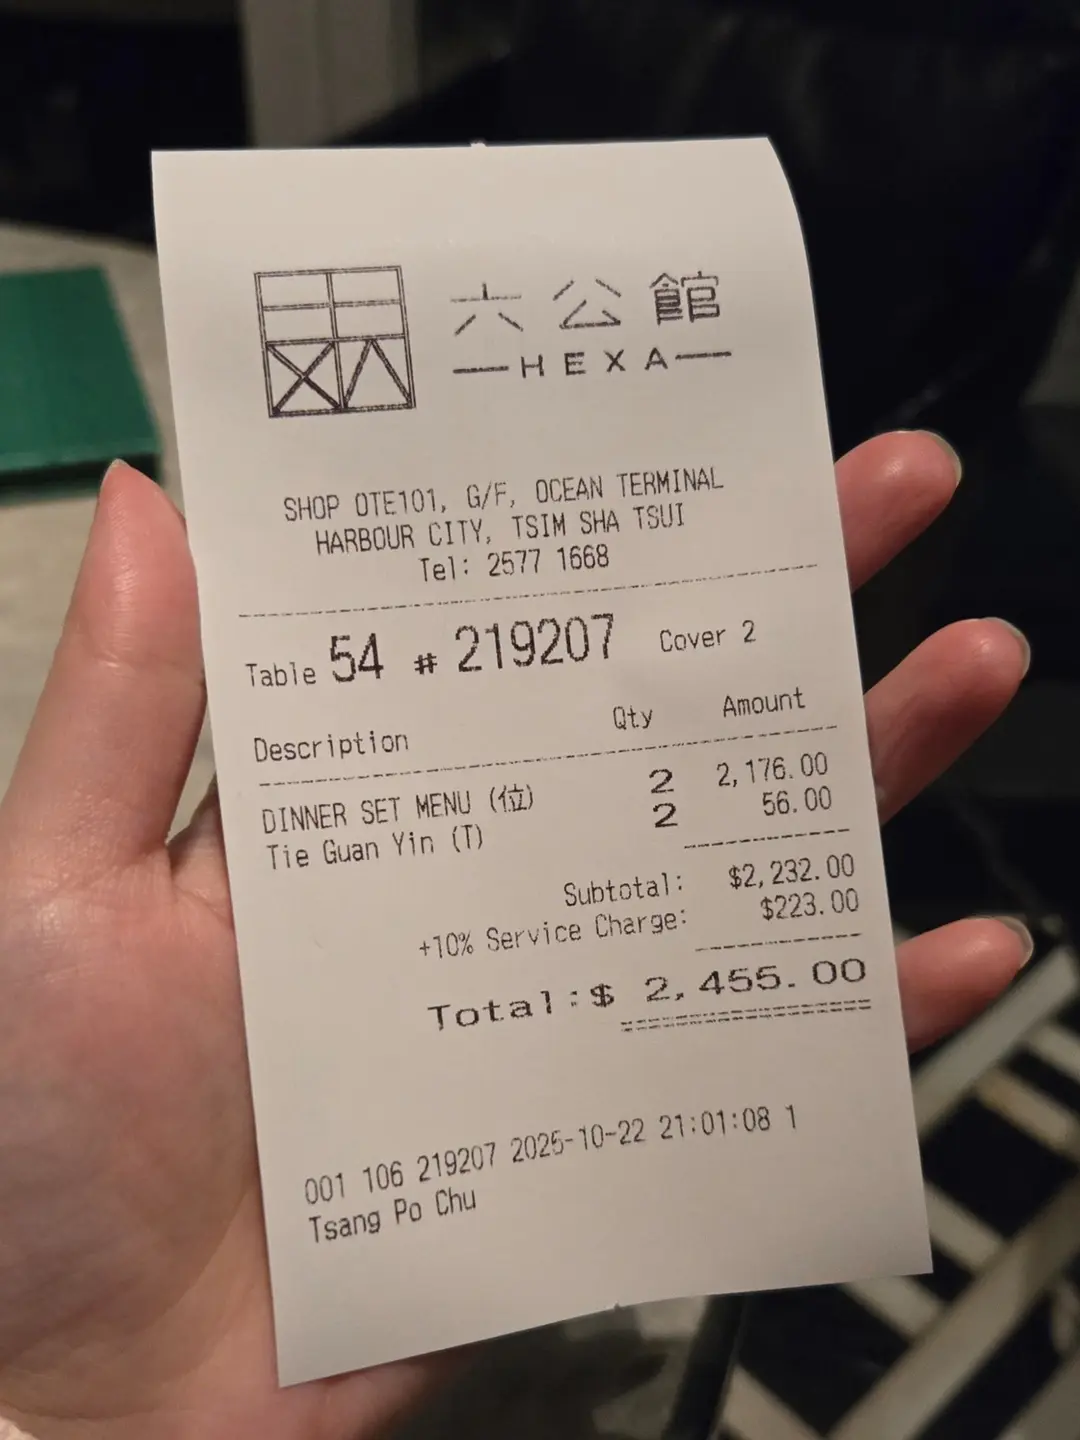 六公館
HEXA
SHOP OTE101, G/F, OCEAN TERMINAL
HARBOUR CITY, TSIM SHA TSUI
Tel: 2577 1668
Table 54 # 219207 Cover 2
Description Qty Amount
DINNER SET MENU (位) 2 2,176.00
Tie Guan Yin (T) 2 56.00
Subtotal: $2,232.00
+10% Service Charge: $223.00
Total:$ 2,455.00
001 106 219207 2025-10-22 21:01:08 1
Tsang Po Chu